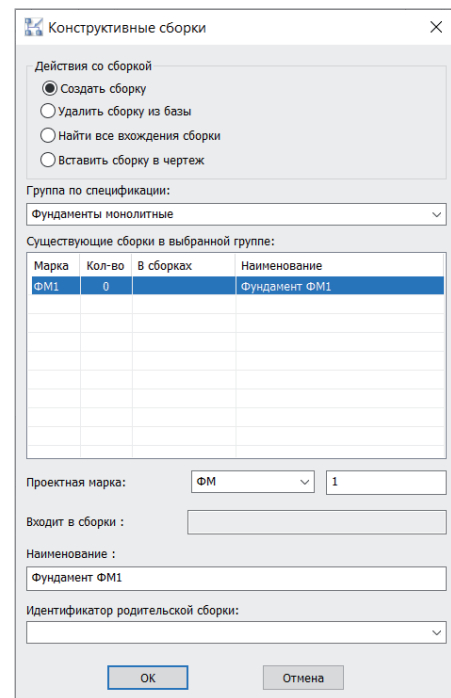 Конструктивные сборки
Действия со сборкой
Создать сборку
Удалить сборку из базы
Найти все вхождения сборки
Вставить сборку в чертеж
Группа по спецификации:
Фундаменты монолитные
Существующие сборки в выбранной группе:
Марка Кол-во В сборках Наименование
ФМ1 0 Фундамент ФМ1
Проектная марка: ФМ 1
Входит в сборки :
Наименование :
Фундамент ФМ1
Идентификатор родительской сборки:
ОК Отмена